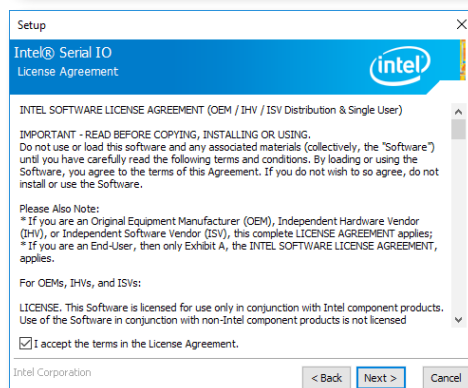 Setup
Intel® Serial IO
License Agreement
intel
INTEL SOFTWARE LICENSE AGREEMENT (OEM / IHV / ISV Distribution & Single User)
IMPORTANT - READ BEFORE COPYING, INSTALLING OR USING.
Do not use or load this software and any associated materials (collectively, the "Software")
until you have carefully read the following terms and conditions. By loading or using the
Software, you agree to the terms of this Agreement. If you do not wish to so agree, do not
install or use the Software.
Please Also Note:
* If you are an Original Equipment Manufacturer (OEM), Independent Hardware Vendor
(IHV), or Independent Software Vendor (ISV), this complete LICENSE AGREEMENT applies;
* If you are an End-User, then only Exhibit A, the INTEL SOFTWARE LICENSE AGREEMENT,
applies.
For OEMs, IHVs, and ISVs:
LICENSE. This Software is licensed for use only in conjunction with Intel component products.
Use of the Software in conjunction with non-Intel component products is not licensed
I accept the terms in the License Agreement.
Intel Corporation
< Back
Next >
Cancel